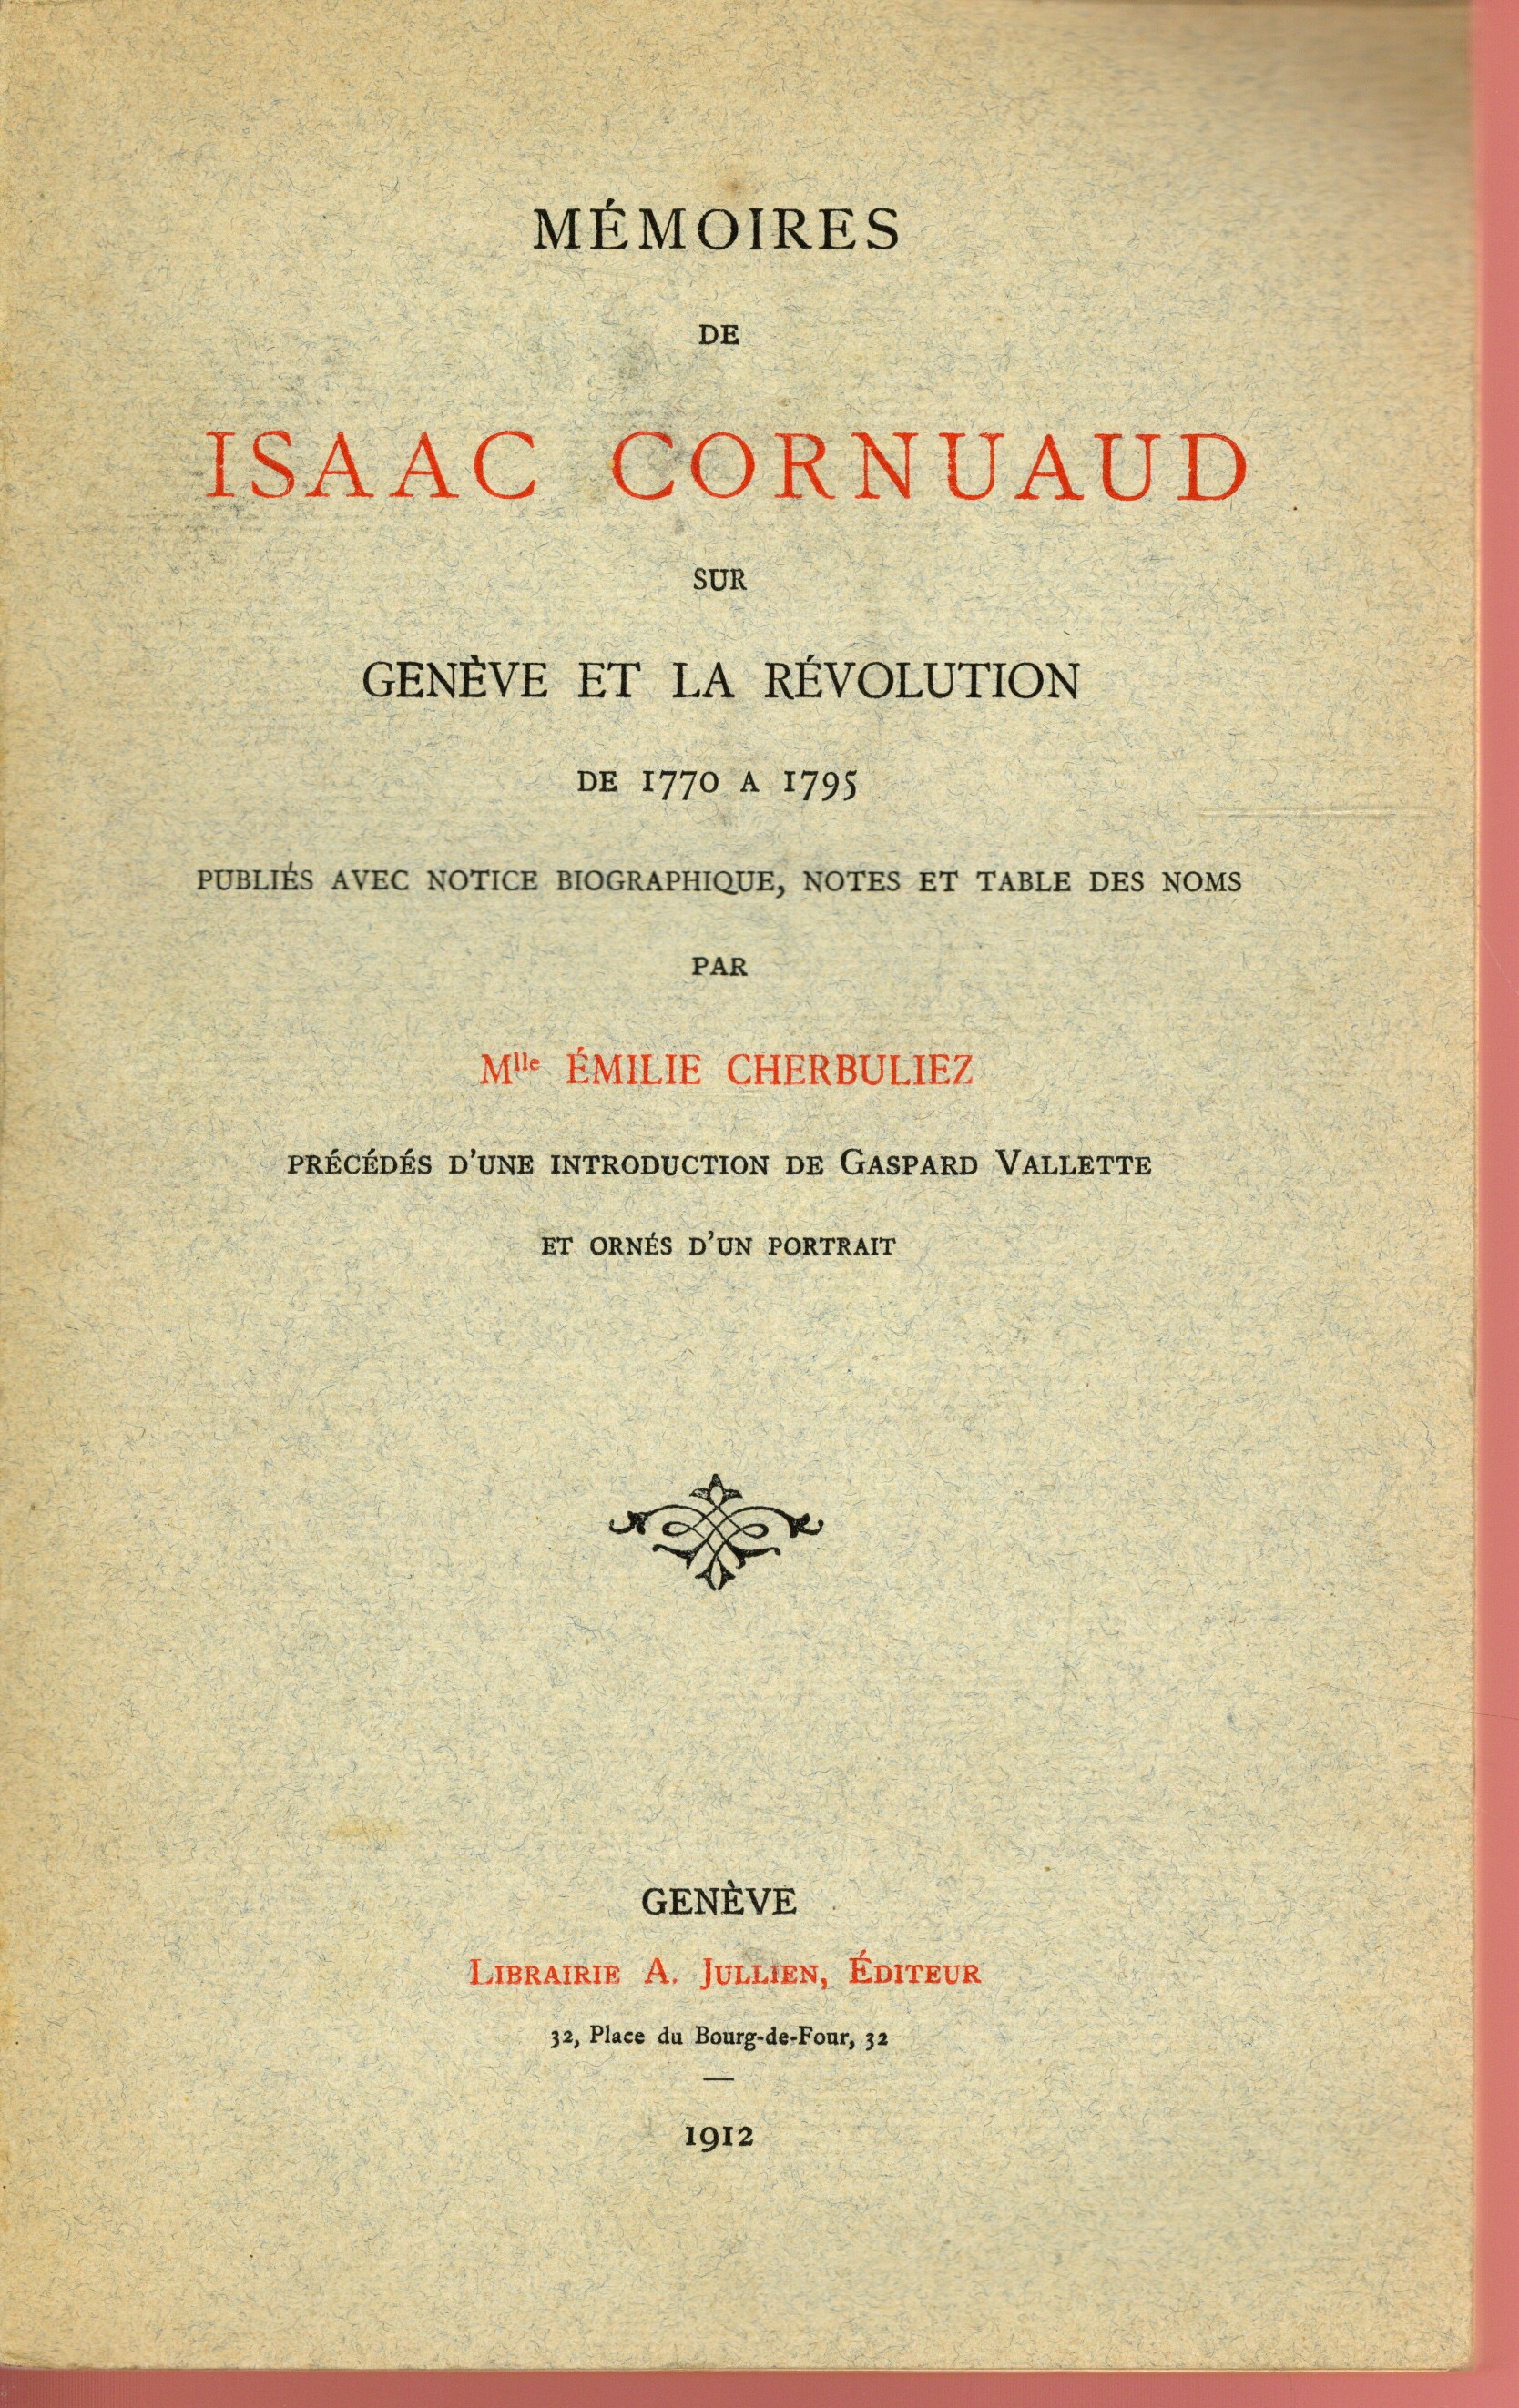 MÉMOIRES
DE
ISAAC CORNUAUD
SUR
GENÈVE ET LA RÉVOLUTION
DE 1770 A 1795
PUBLIÉS AVEC NOTICE BIOGRAPHIQUE, NOTES ET TABLE DES NOMS
PAR
Mlle ÉMILIE CHERBULIEZ
PRÉCÉDÉS D'UNE INTRODUCTION DE GASPARD VALLETTE
ET ORNÉS D'UN PORTRAIT
GENÈVE
LIBRAIRIE A. JULLIEN, ÉDITEUR
32, Place du Bourg-de-Four, 32
1912